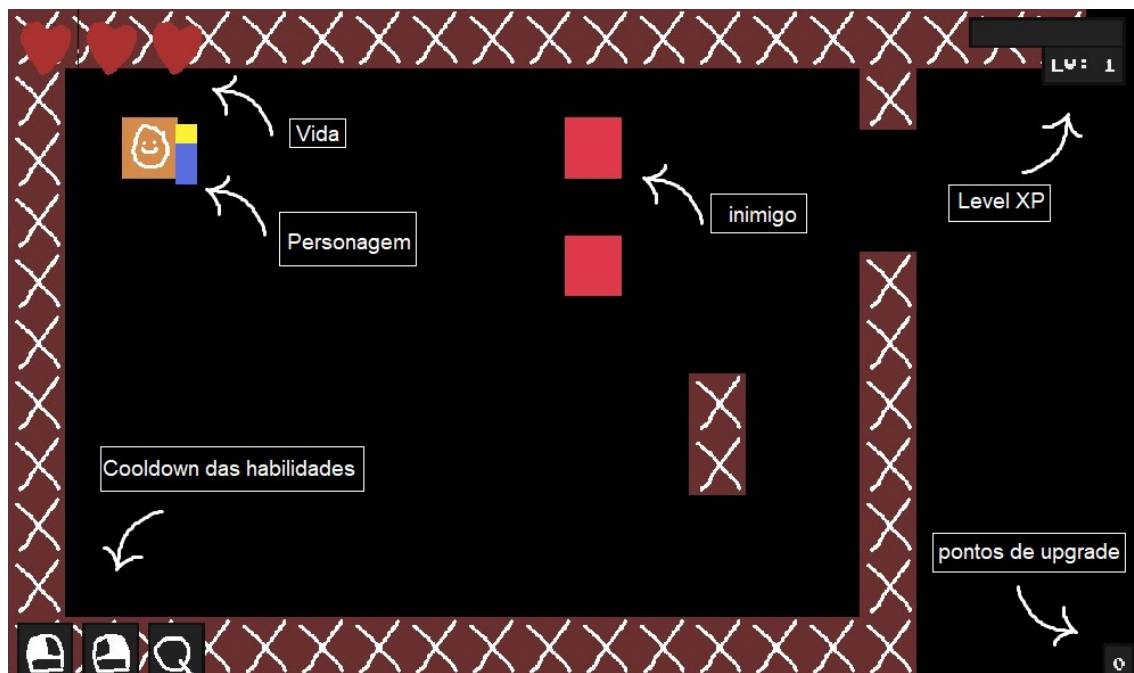 LV: 1
Vida
Level XP
inimigo
Personagem
Cooldown das habilidades
pontos de upgrade
0